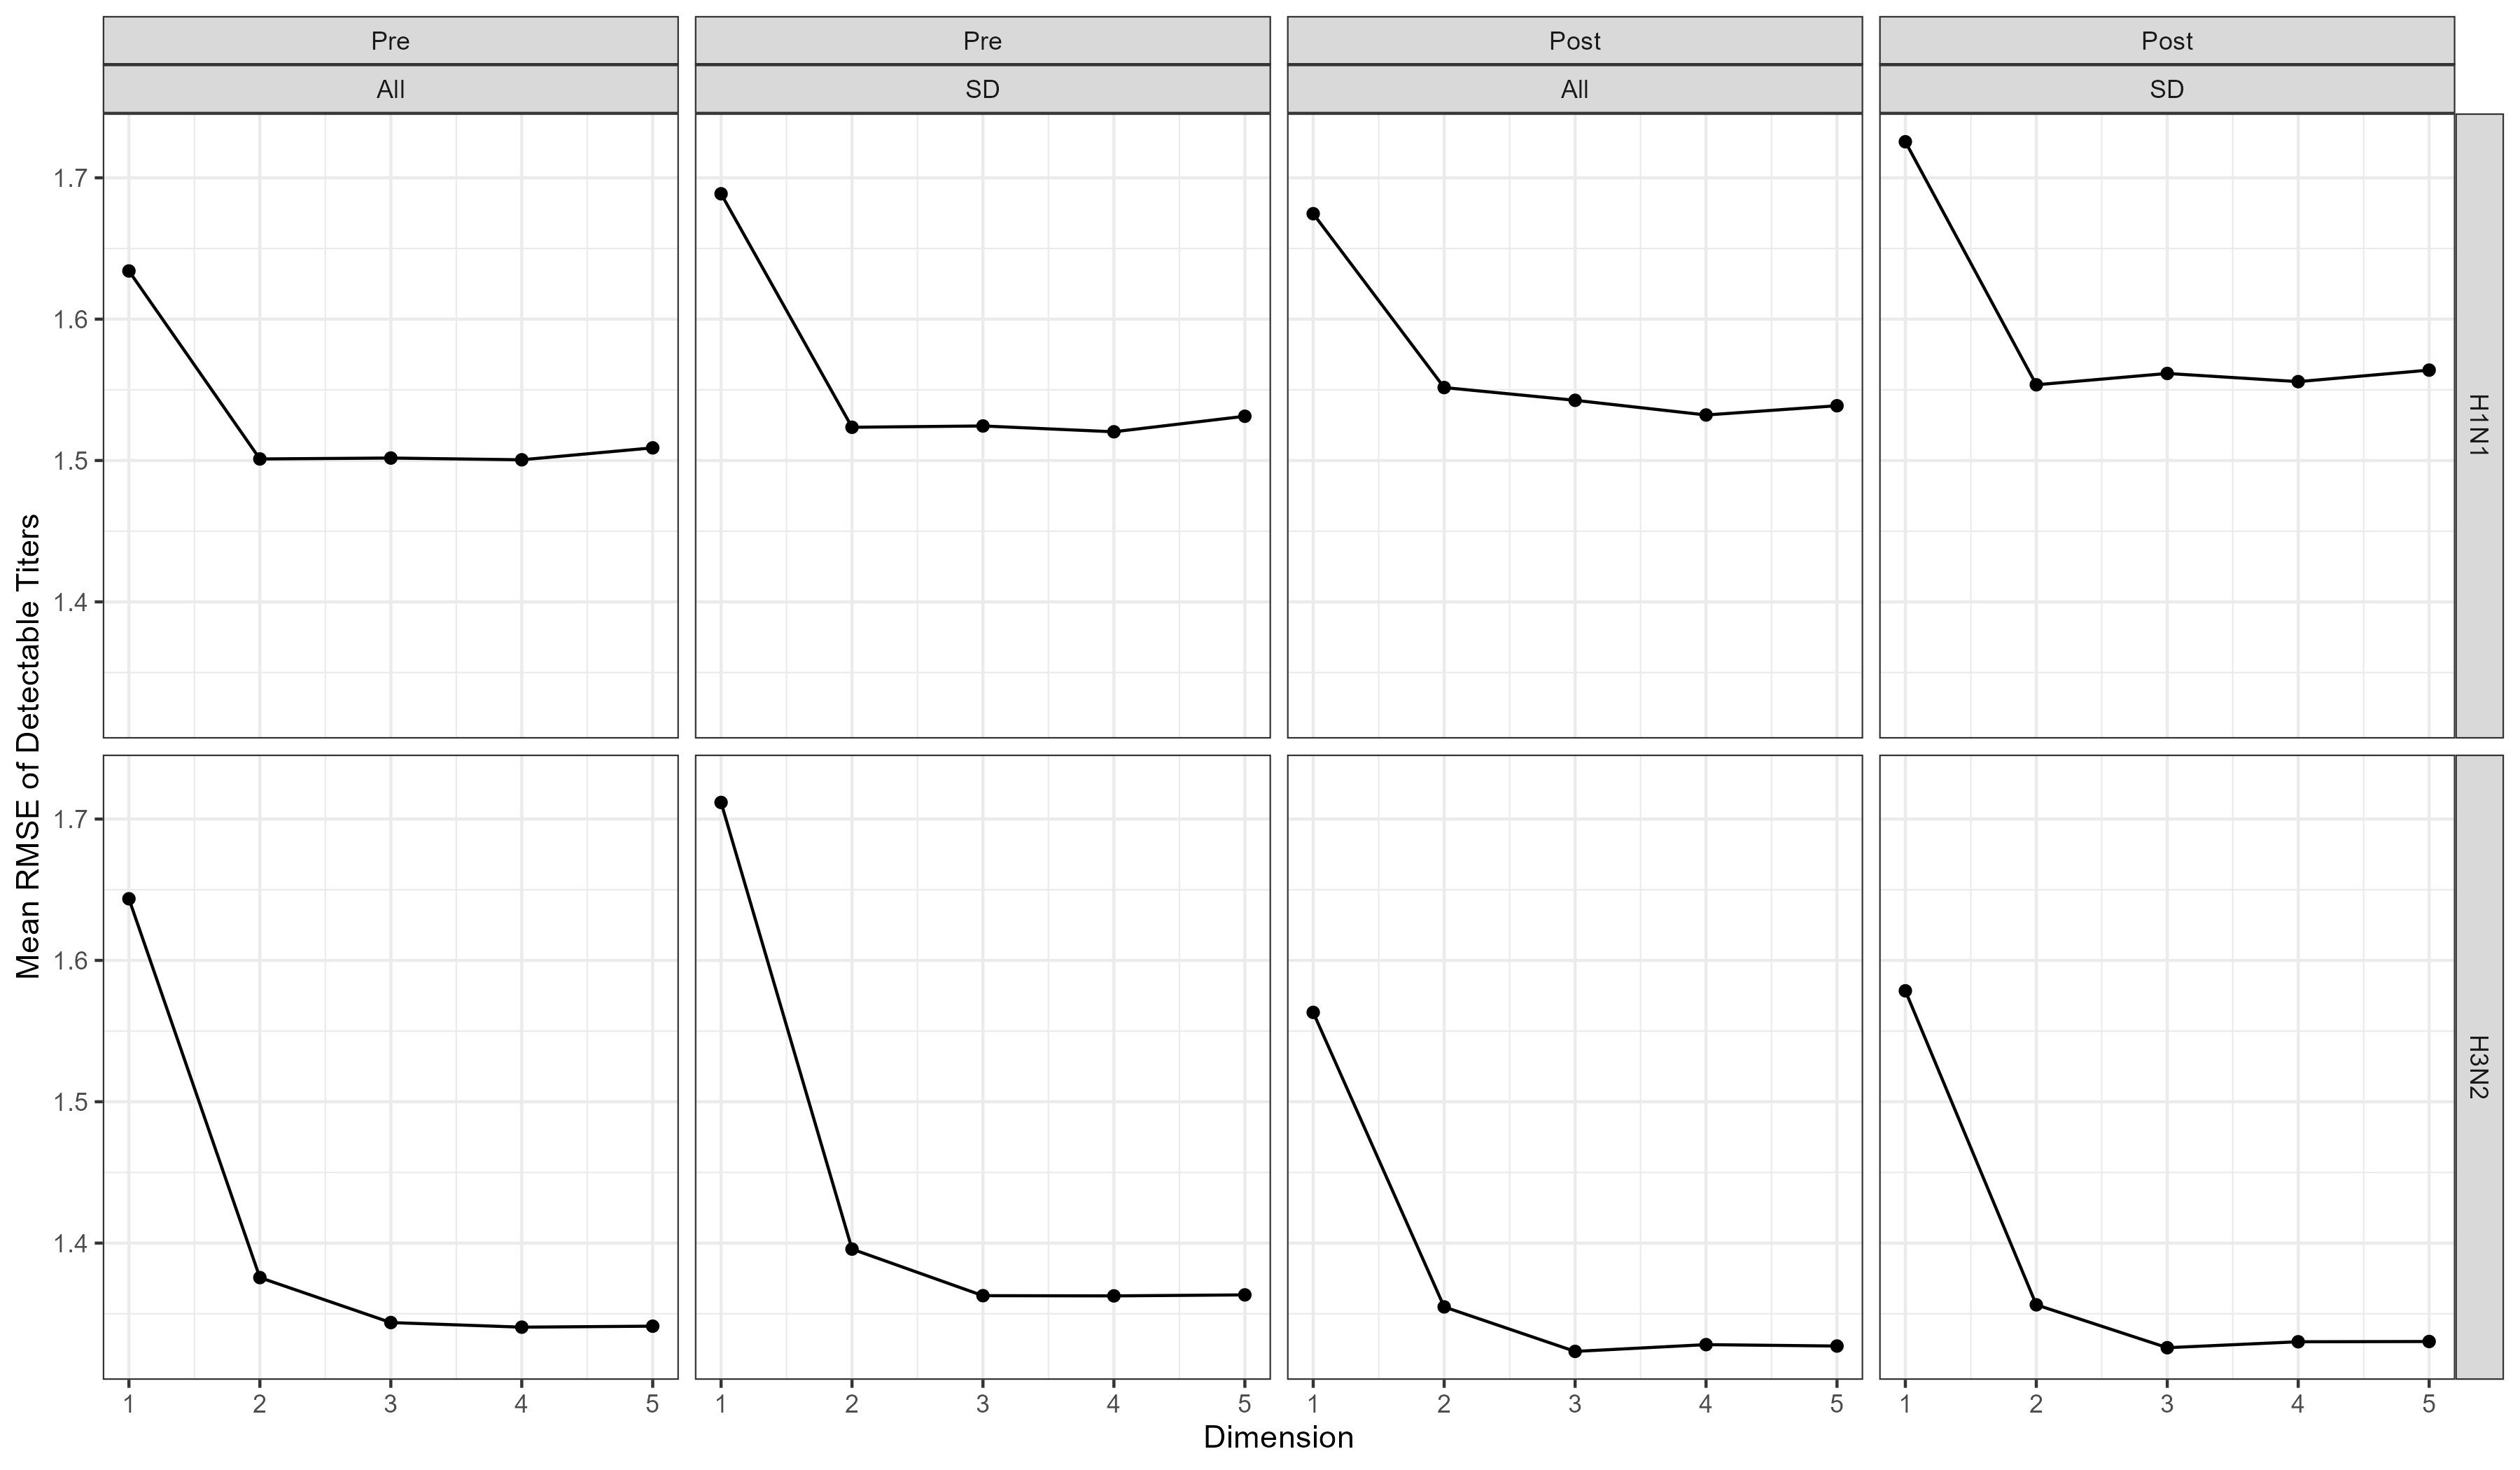 Pre
Pre
Post
Post
All
SD
All
SD
1.7
1.6
1.5
1.4
H1N1
Mean RMSE of Detectable Titers
1.7
1.6
1.5
1.4
H3N2
1 2 3 4 5
1 2 3 4 5
1 2 3 4 5
1 2 3 4 5
Dimension